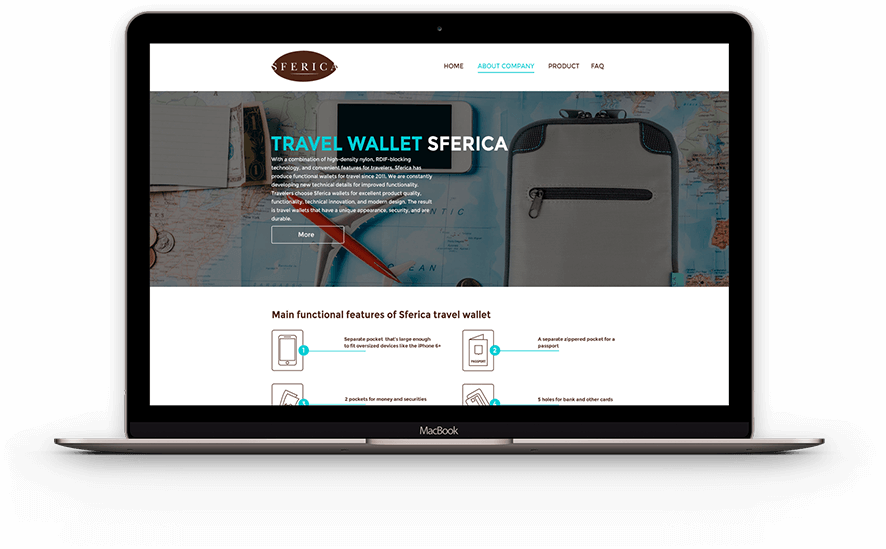 SFERICA
HOME ABOUT COMPANY PRODUCT FAQ
TRAVEL WALLET SFERICA
With a combination of high-density nylon, RDIF-blocking
technology, and convenient features for travelers, Sferica has
produce functional wallets for travel since 2011. We are constantly
developing new technical details for improved functionality.
Travelers choose Sferica wallets for excellent product quality,
functionality, technical innovation, and modern design. The result
is travel wallets that have a unique appearance, security, and are
durable.
More
Main functional features of Sferica travel wallet
1
Separate pocket that's large enough
to fit oversized devices like the iPhone 6+
PASSPORT
2
A separate zippered pocket for a
passport
3
2 pockets for money and securities
4
5 holes for bank and other cards
MacBook